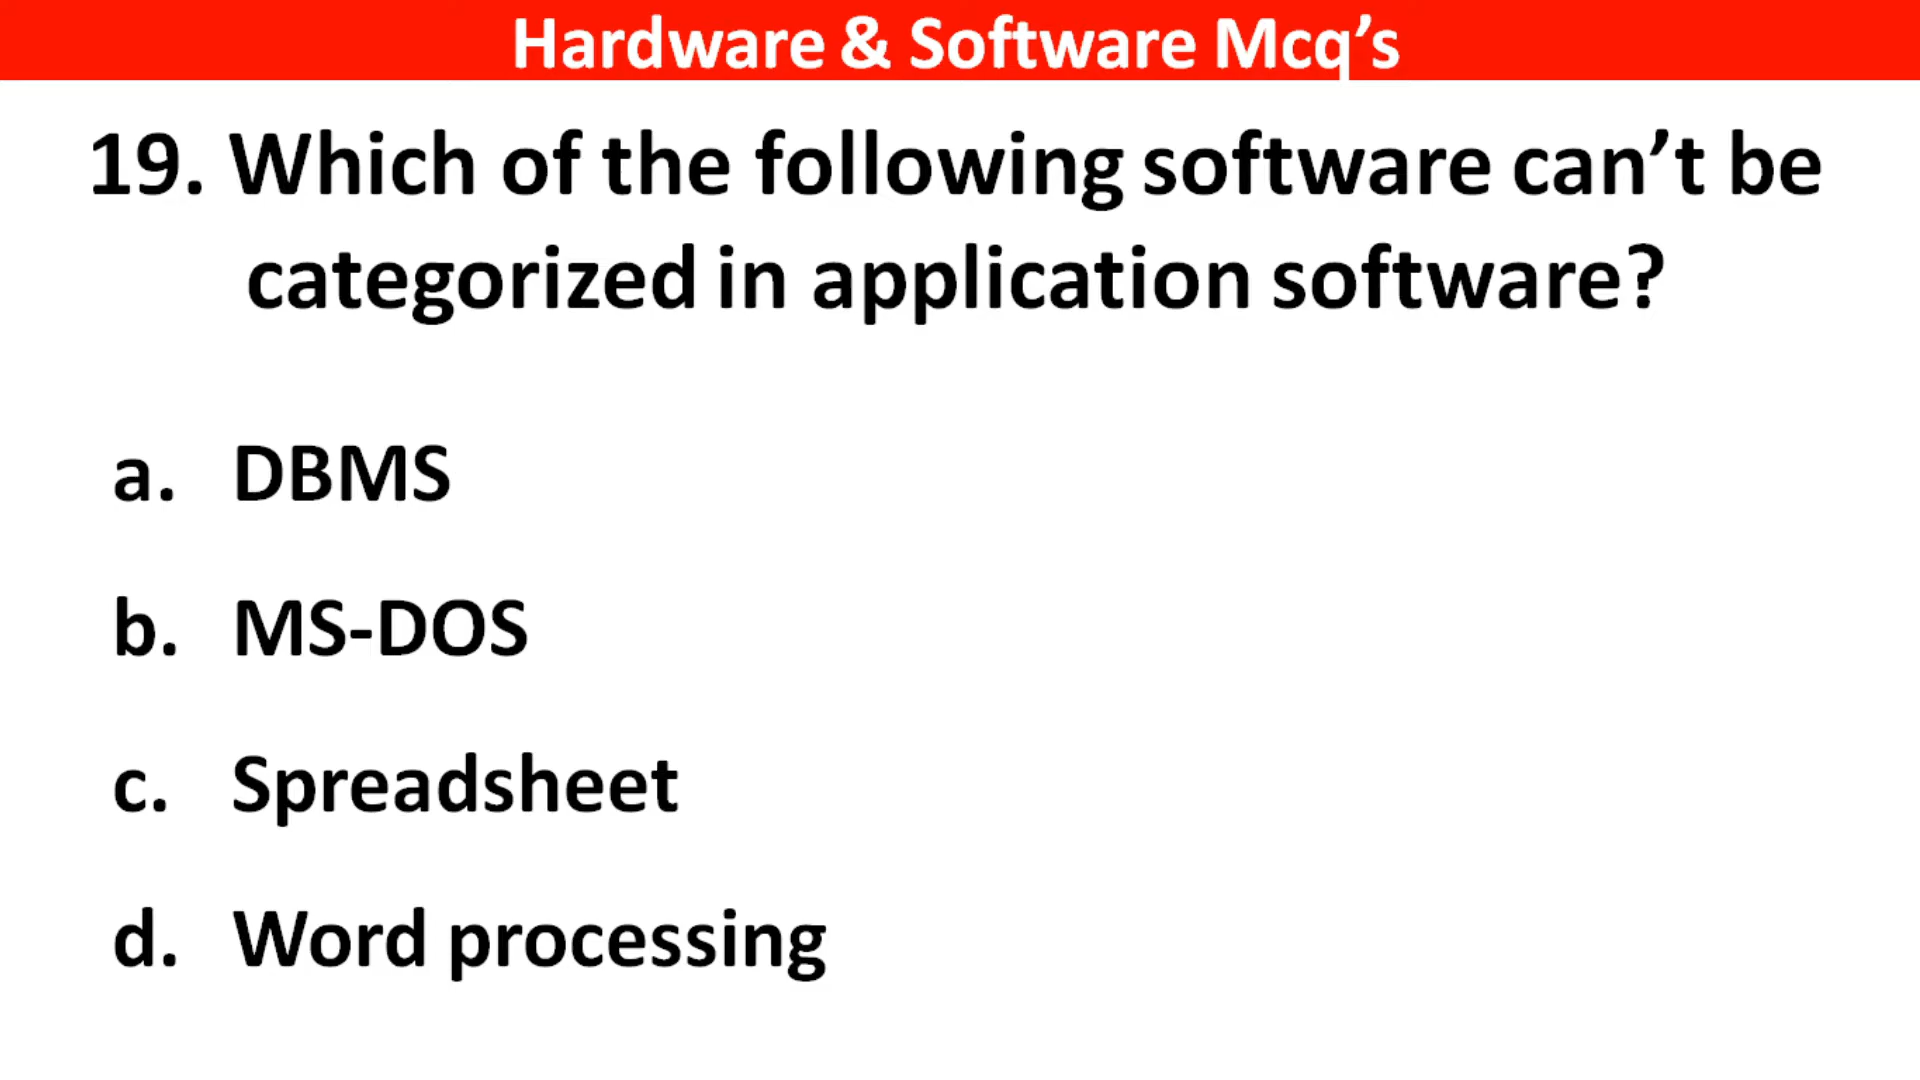 Hardware & Software Mcq’s
19. Which of the following software can’t be
categorized in application software?
a. DBMS
b. MS-DOS
c. Spreadsheet
d. Word processing